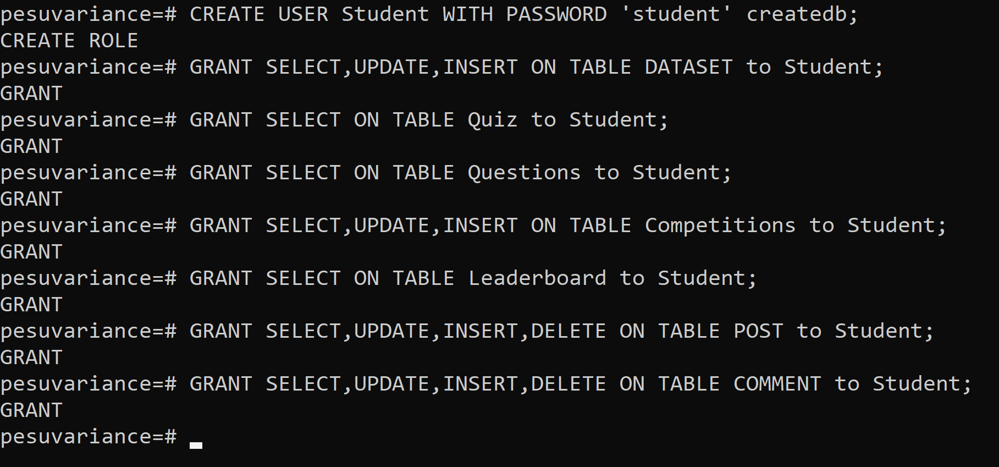 pesuvariance=# CREATE USER Student WITH PASSWORD 'student' createdb;
CREATE ROLE
pesuvariance=# GRANT SELECT,UPDATE,INSERT ON TABLE DATASET to Student;
GRANT
pesuvariance=# GRANT SELECT ON TABLE Quiz to Student;
GRANT
pesuvariance=# GRANT SELECT ON TABLE Questions to Student;
GRANT
pesuvariance=# GRANT SELECT,UPDATE,INSERT ON TABLE Competitions to Student;
GRANT
pesuvariance=# GRANT SELECT ON TABLE Leaderboard to Student;
GRANT
pesuvariance=# GRANT SELECT,UPDATE,INSERT,DELETE ON TABLE POST to Student;
GRANT
pesuvariance=# GRANT SELECT,UPDATE,INSERT,DELETE ON TABLE COMMENT to Student;
GRANT
pesuvariance=#